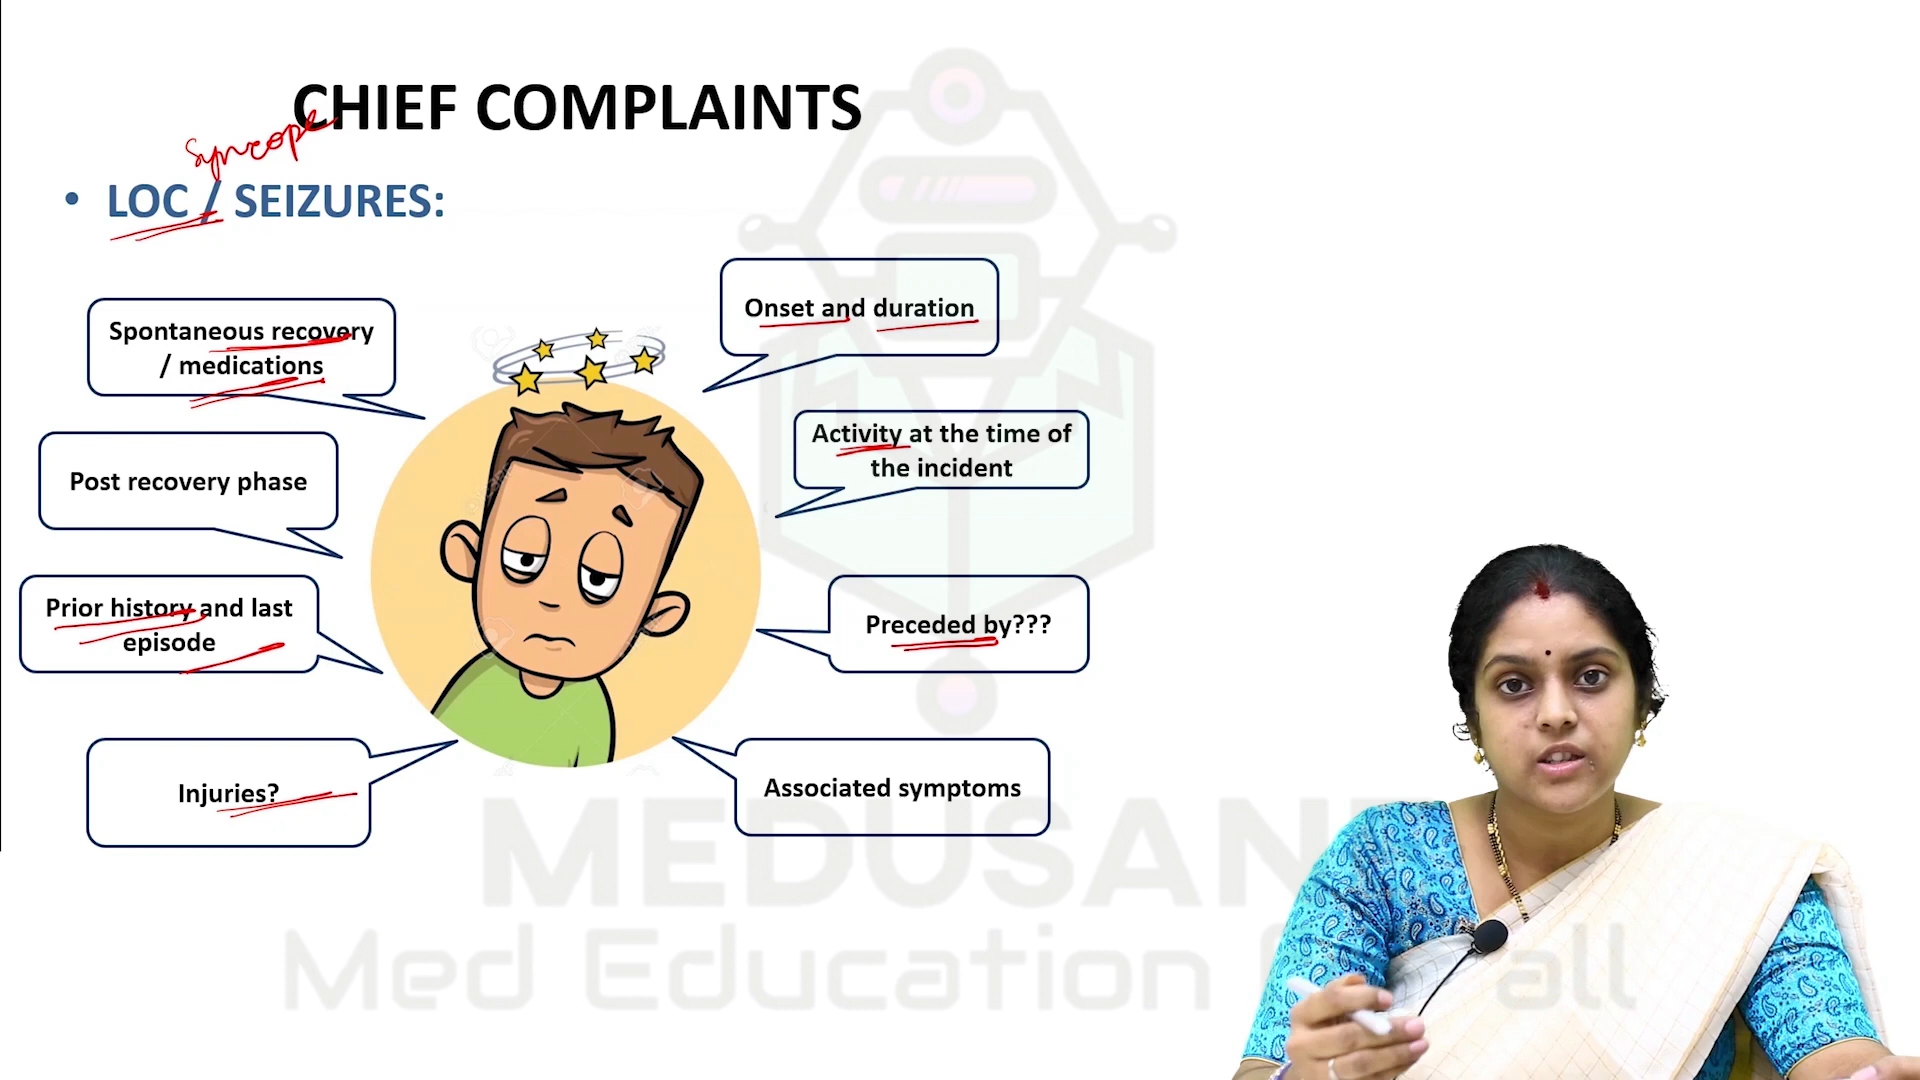 CHIEF COMPLAINTS
Syncope
• LOC / SEIZURES:
Onset and duration
Spontaneous recovery
/ medications
Activity at the time of
the incident
Post recovery phase
Prior history and last
episode
Preceded by???
Injuries?
Associated symptoms
MEDUSAN
Med Education
all